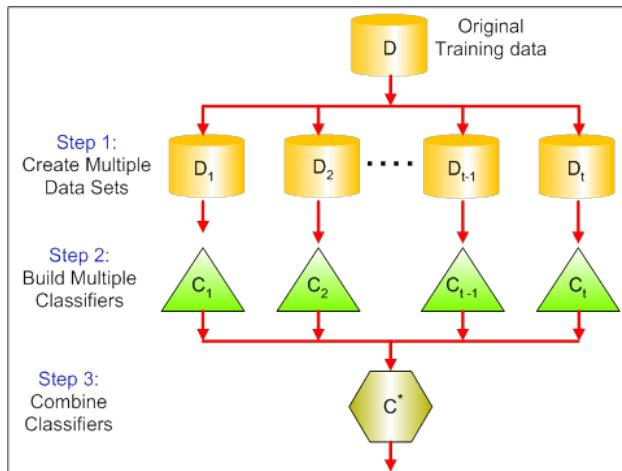 Original
Training data
D
Step 1:
Create Multiple
Data Sets
D1
D2
....
Dt-1
Dt
Step 2:
Build Multiple
Classifiers
C1
C2
Ct-1
Ct
Step 3:
Combine
Classifiers
C*